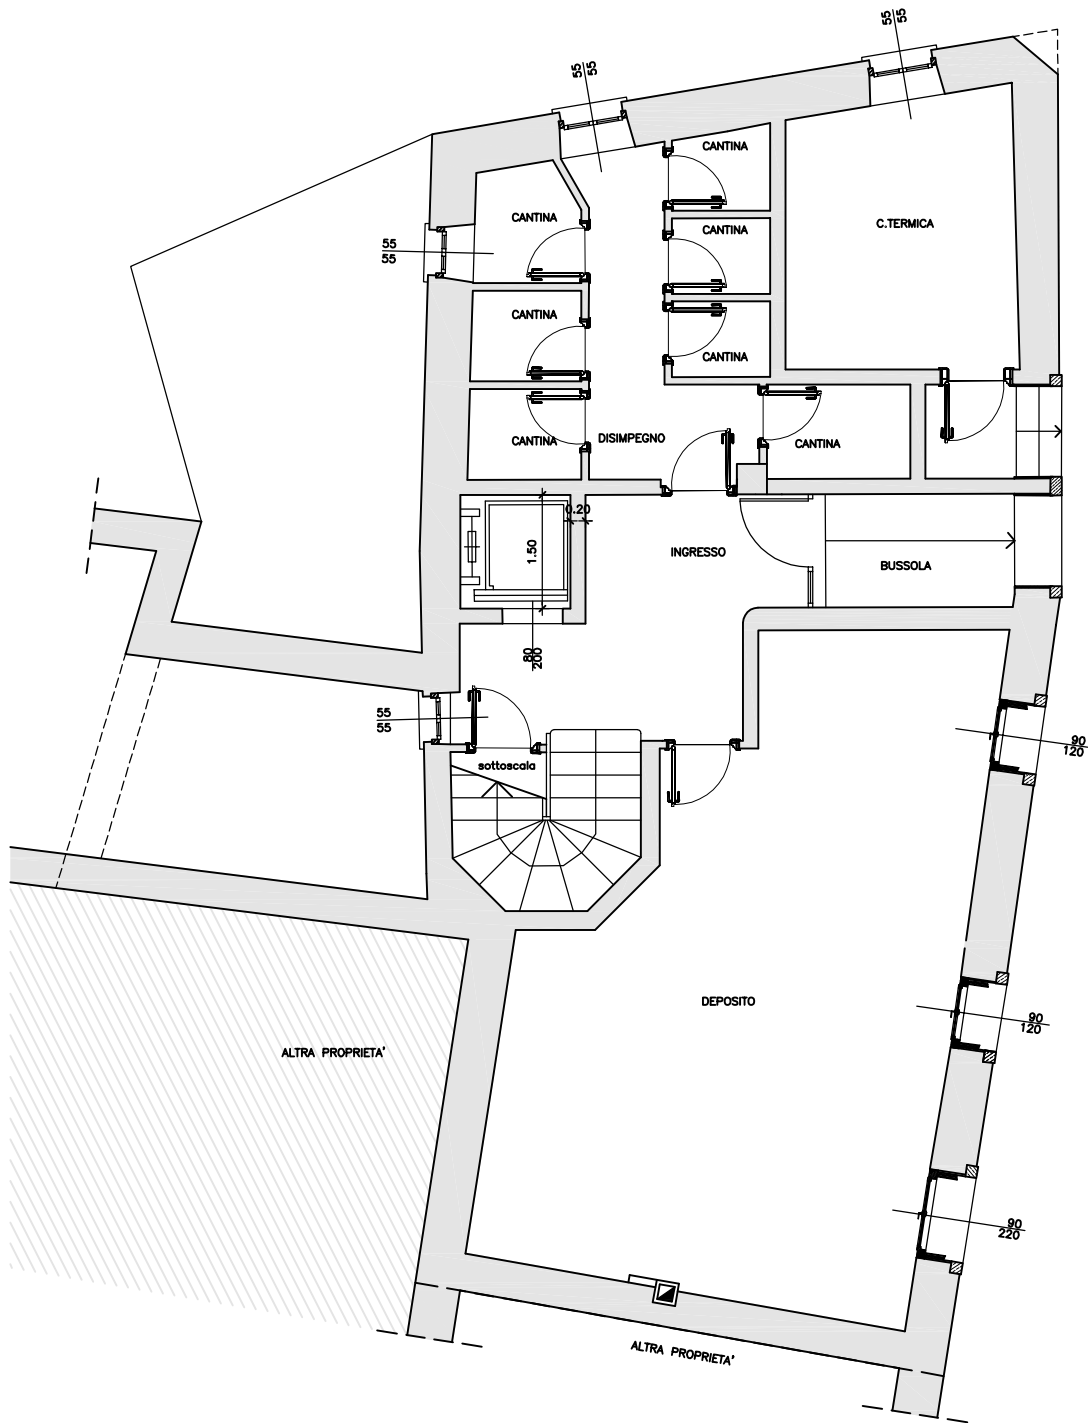 55
55
55
55
CANTINA
CANTINA
C.TERMICA
CANTINA
55
55
CANTINA
CANTINA
CANTINA
CANTINA
DISIMPEGNO
CANTINA
0.20
1.50
INGRESSO
BUSSOLA
80
200
55
55
sottoscala
90
120
DEPOSITO
90
120
ALTRA PROPRIETA'
90
220
ALTRA PROPRIETA'